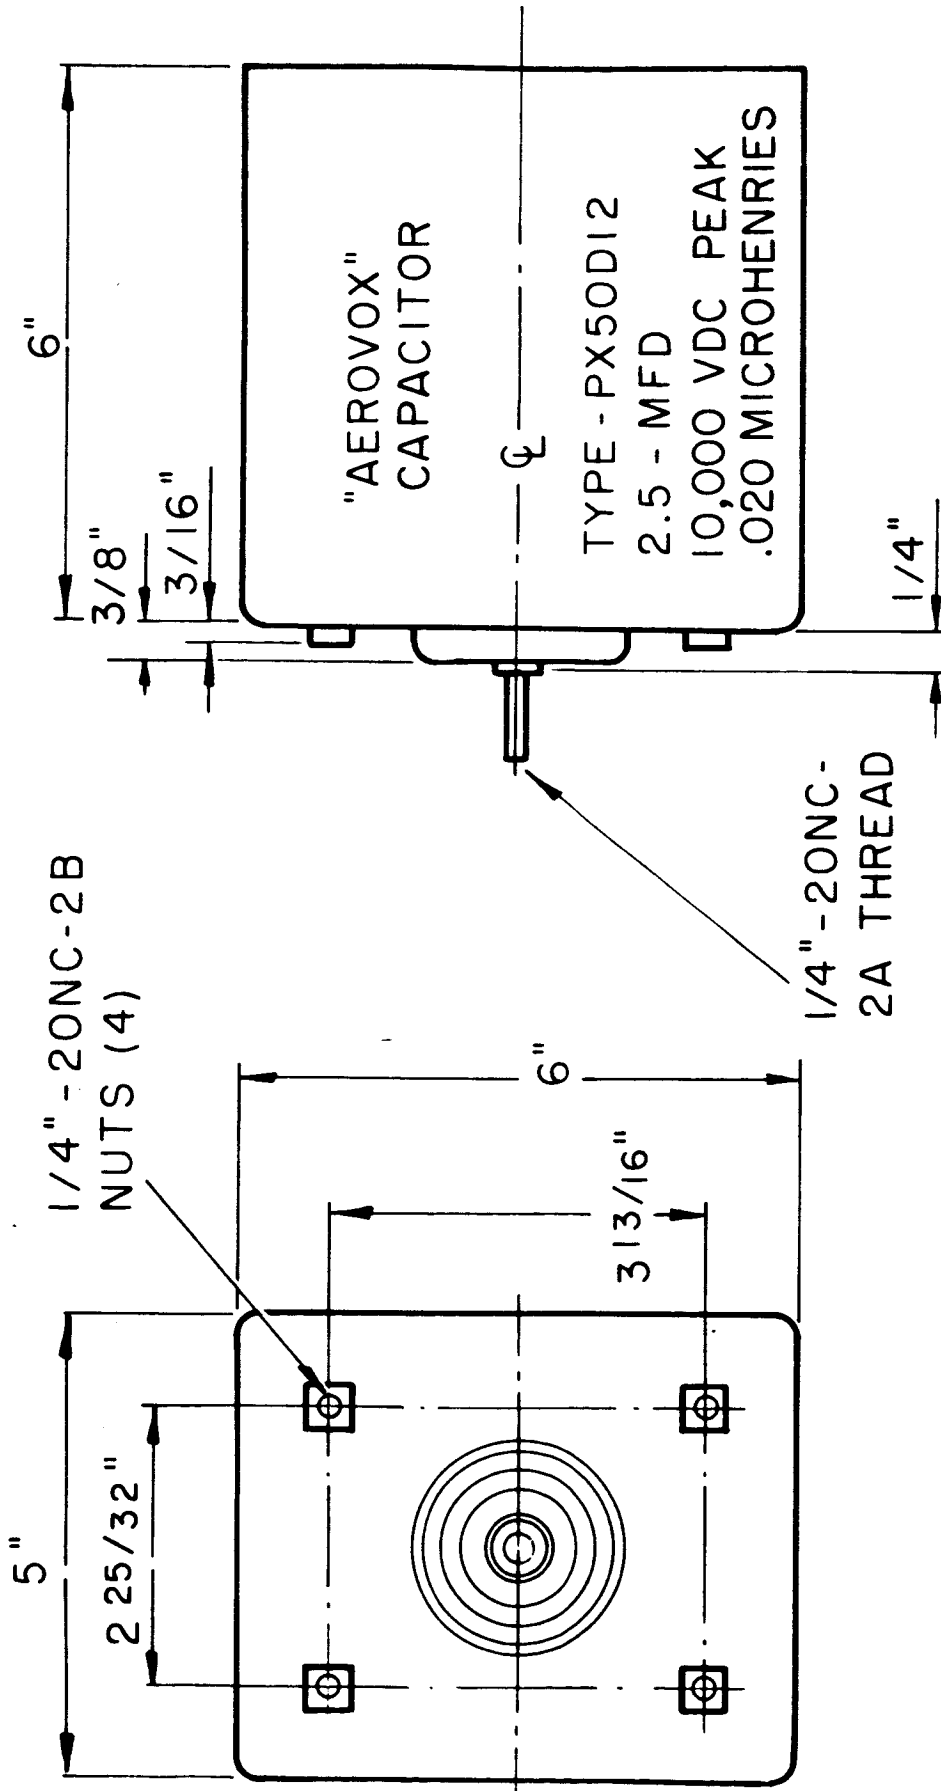 5"
2 25/32"
1/4"-20NC-2B
NUTS (4)
3 13/16"
6"
6"
3/8"
3/16"
"AEROVOX"
CAPACITOR
℄
TYPE - PX50D12
2.5 - MFD
10,000 VDC PEAK
.020 MICROHENRIES
1/4"
1/4"-20NC-
2A THREAD